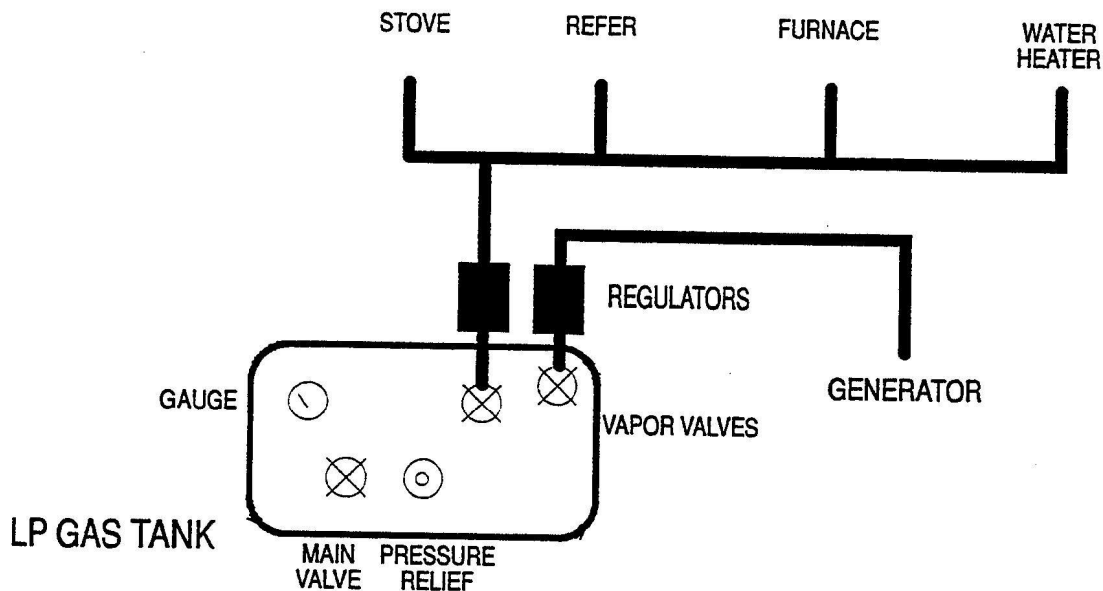 STOVE
REFER
FURNACE
WATER
HEATER
REGULATORS
GENERATOR
GAUGE
VAPOR VALVES
LP GAS TANK
MAIN
VALVE
PRESSURE
RELIEF